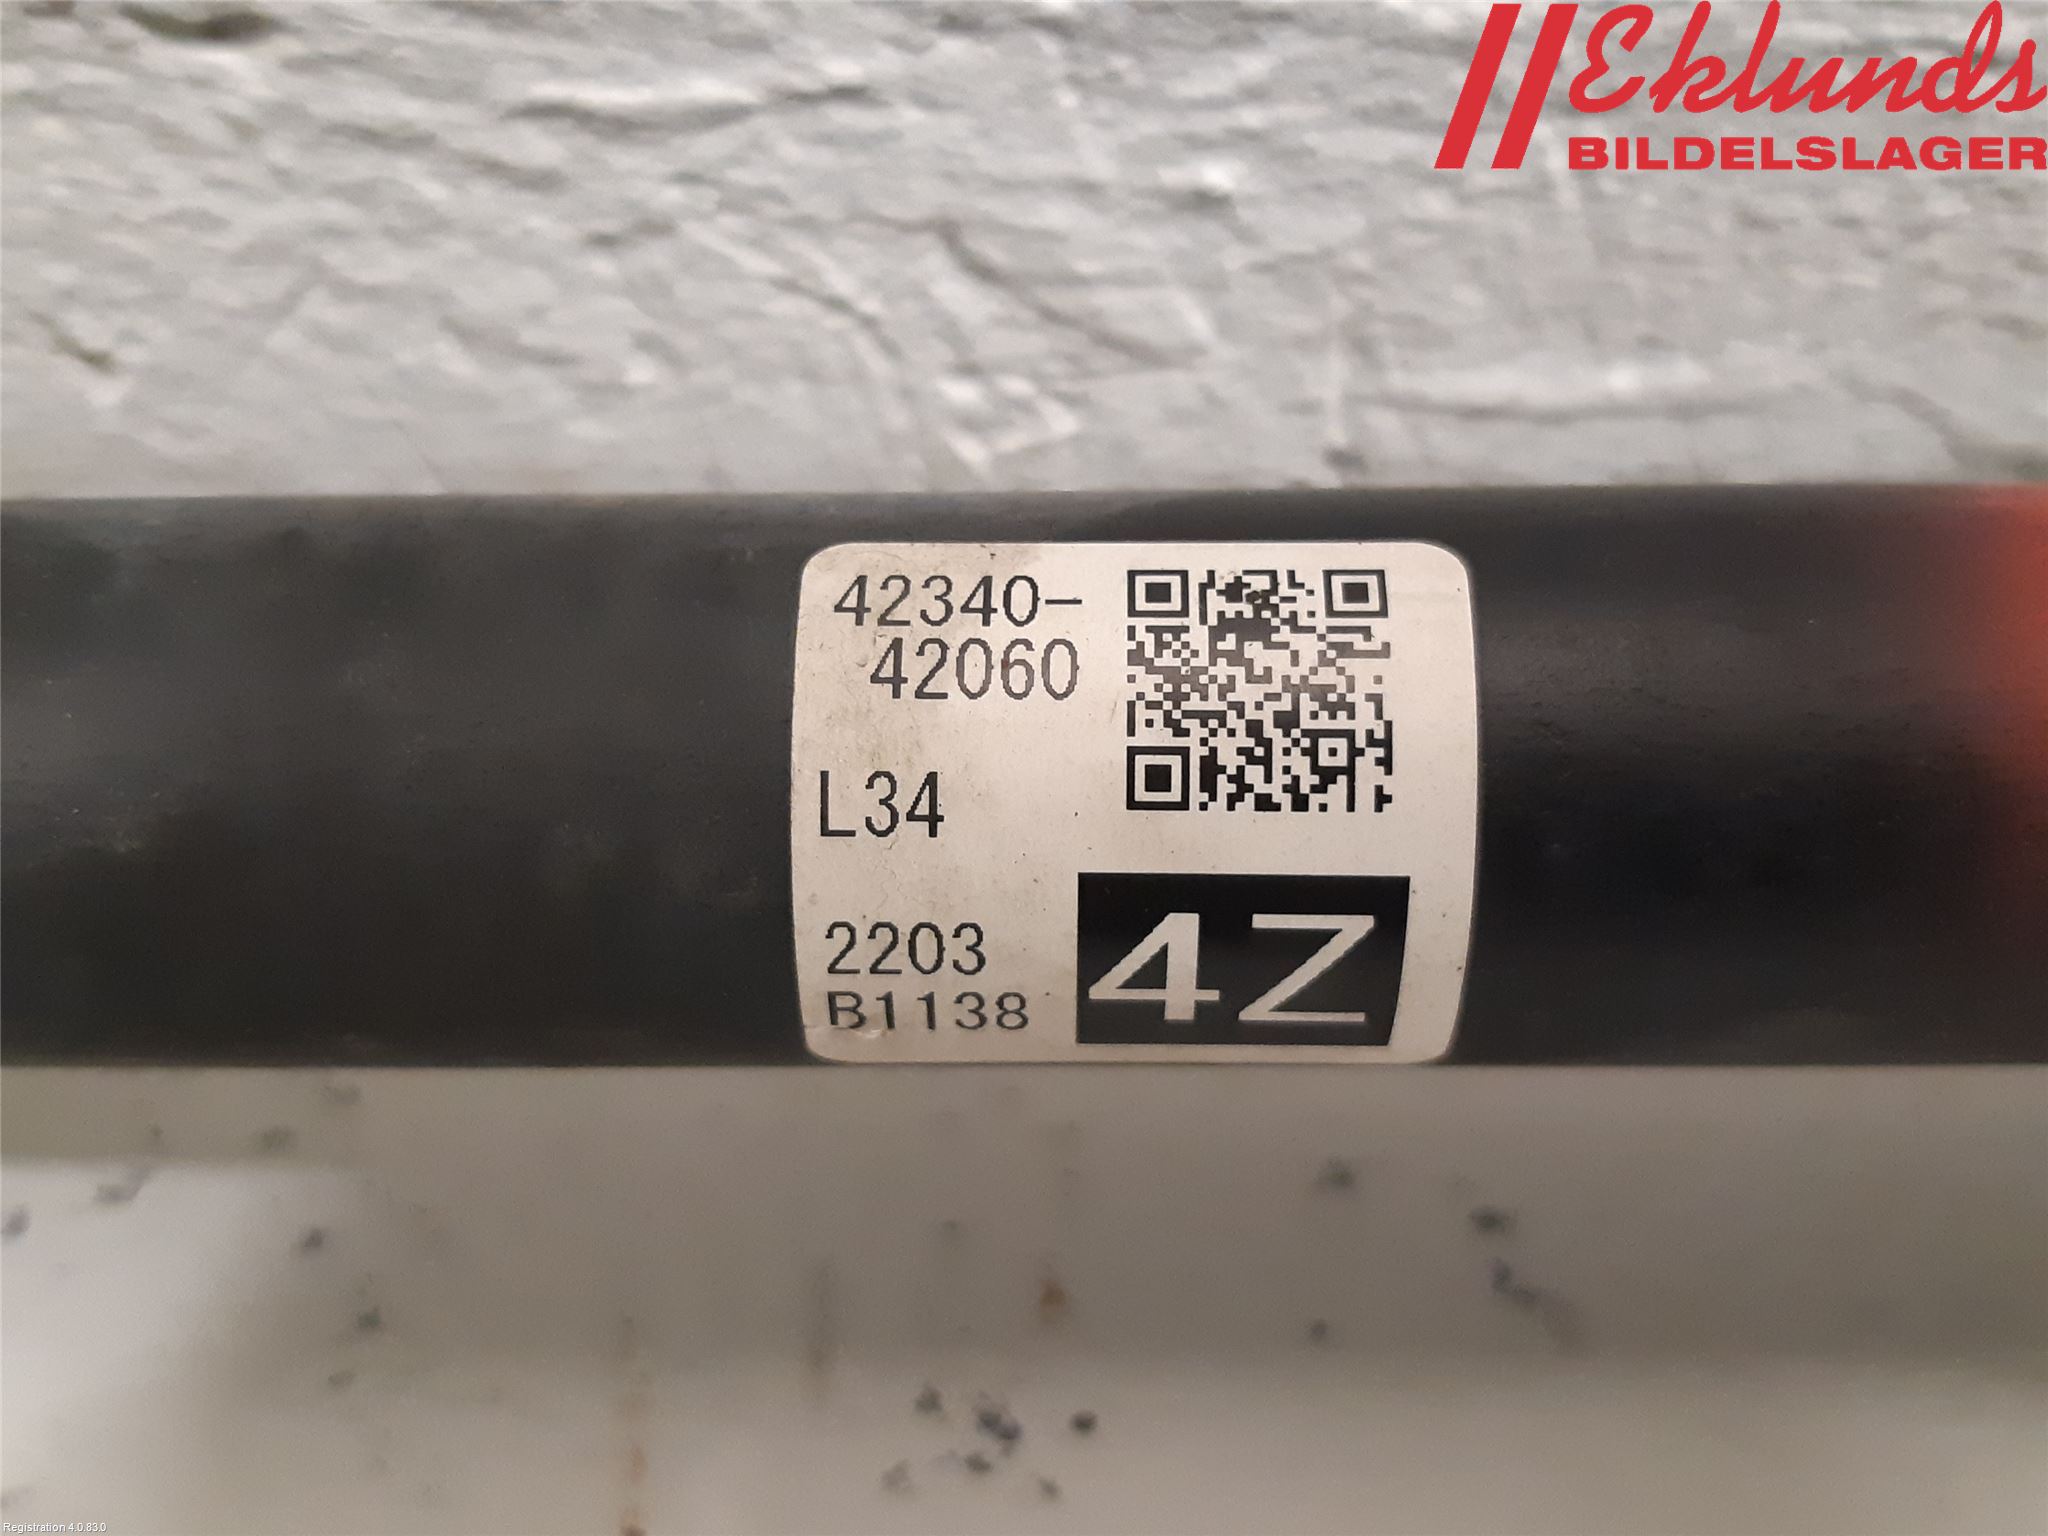 Eklunds
BILDELSLAGER
42340-
42060
L34
2203
B1138
4Z
Registration 4.0.83.0